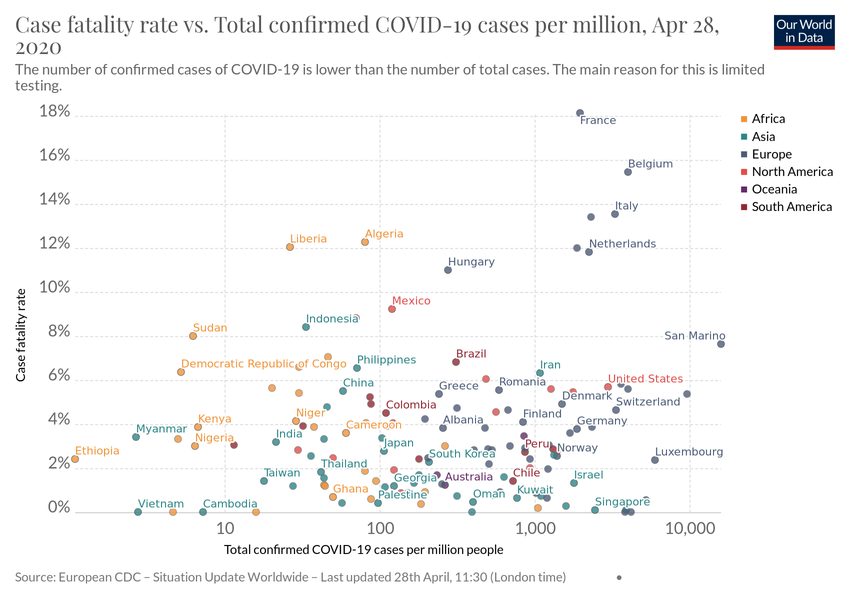 Case fatality rate vs. Total confirmed COVID-19 cases per million, Apr 28,
2020
Our World
in Data
The number of confirmed cases of COVID-19 is lower than the number of total cases. The main reason for this is limited
testing.
18%
16%
14%
12%
10%
8%
6%
4%
2%
0%
Case fatality rate
France
Belgium
Italy
Liberia
Algeria
Netherlands
Hungary
Mexico
Indonesia
Sudan
San Marino
Democratic Republic of Congo
Philippines
Brazil
Iran
China
Greece
Romania
United States
Denmark
Switzerland
Colombia
Kenya
Niger
Cameroon
Albania
Finland
Germany
Myanmar
Nigeria
India
Japan
Peru
Norway
Ethiopia
Thailand
South Korea
Luxembourg
Taiwan
Georgia
Australia
Chile
Israel
Ghana
Palestine
Oman
Kuwait
Vietnam
Cambodia
Singapore
10
100
1,000
10,000
Total confirmed COVID-19 cases per million people
Africa
Asia
Europe
North America
Oceania
South America
Source: European CDC – Situation Update Worldwide – Last updated 28th April, 11:30 (London time)